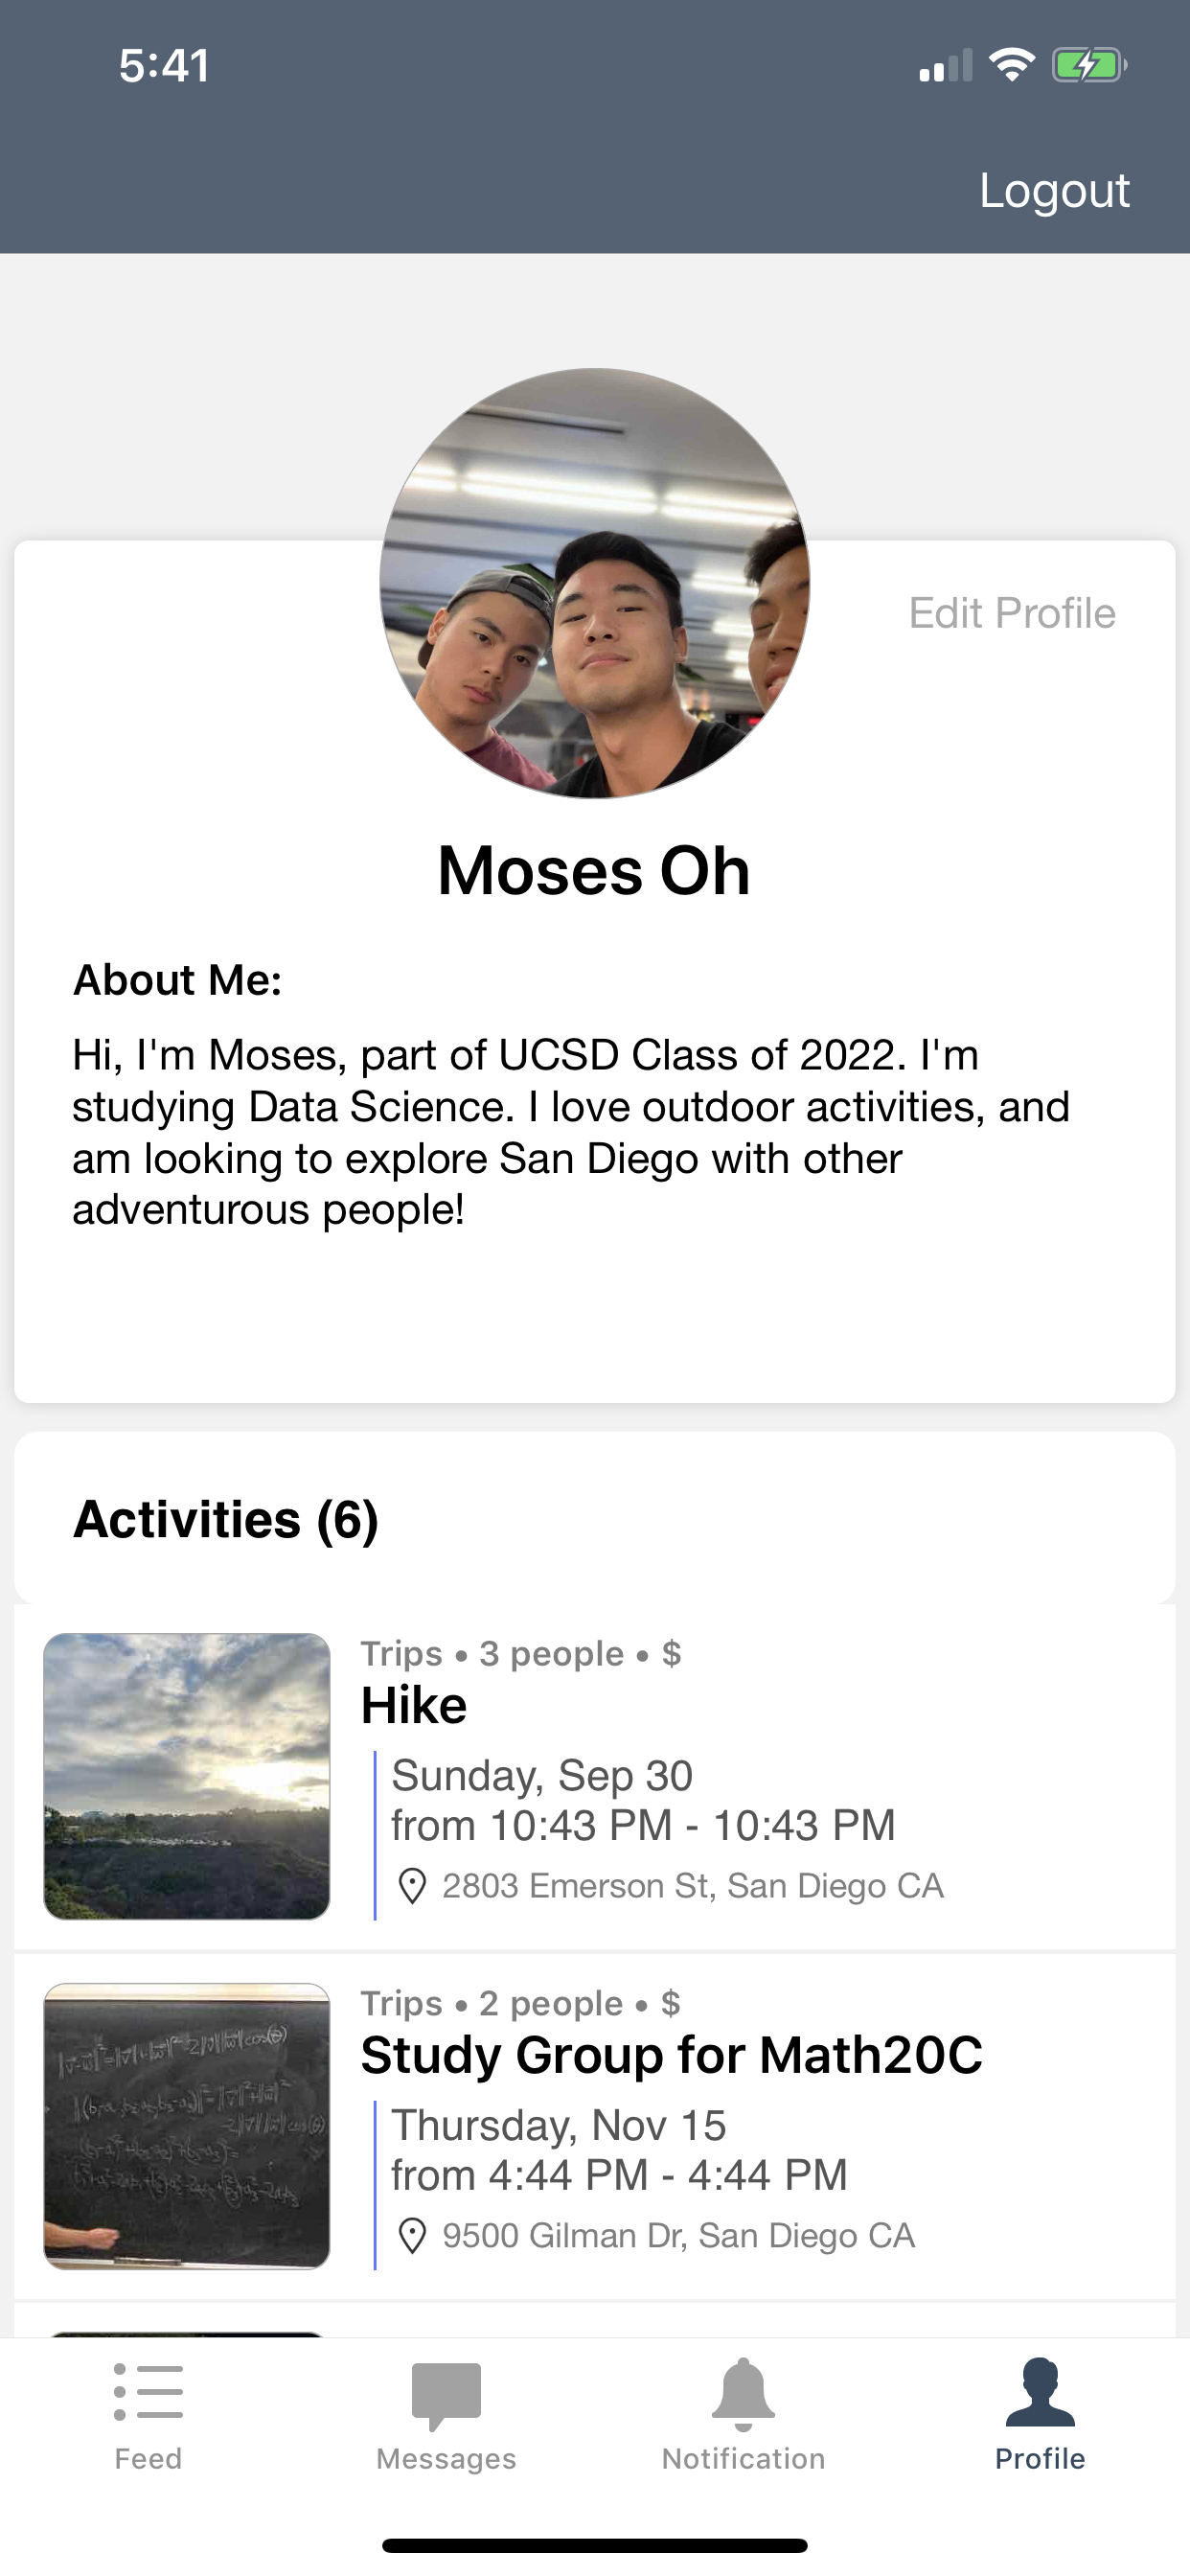 5:41
Logout
Edit Profile
Moses Oh
About Me:
Hi, I'm Moses, part of UCSD Class of 2022. I'm
studying Data Science. I love outdoor activities, and
am looking to explore San Diego with other
adventurous people!
Activities (6)
Trips • 3 people • $
Hike
Sunday, Sep 30
from 10:43 PM - 10:43 PM
2803 Emerson St, San Diego CA
Trips • 2 people • $
Study Group for Math20C
Thursday, Nov 15
from 4:44 PM - 4:44 PM
9500 Gilman Dr, San Diego CA
Feed
Messages
Notification
Profile